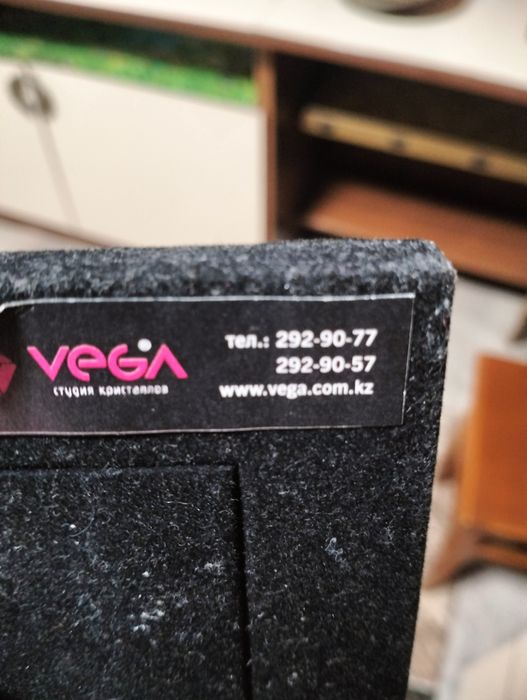 VEGA
студия кристаллов
тел.: 292-90-77
292-90-57
www.vega.com.kz